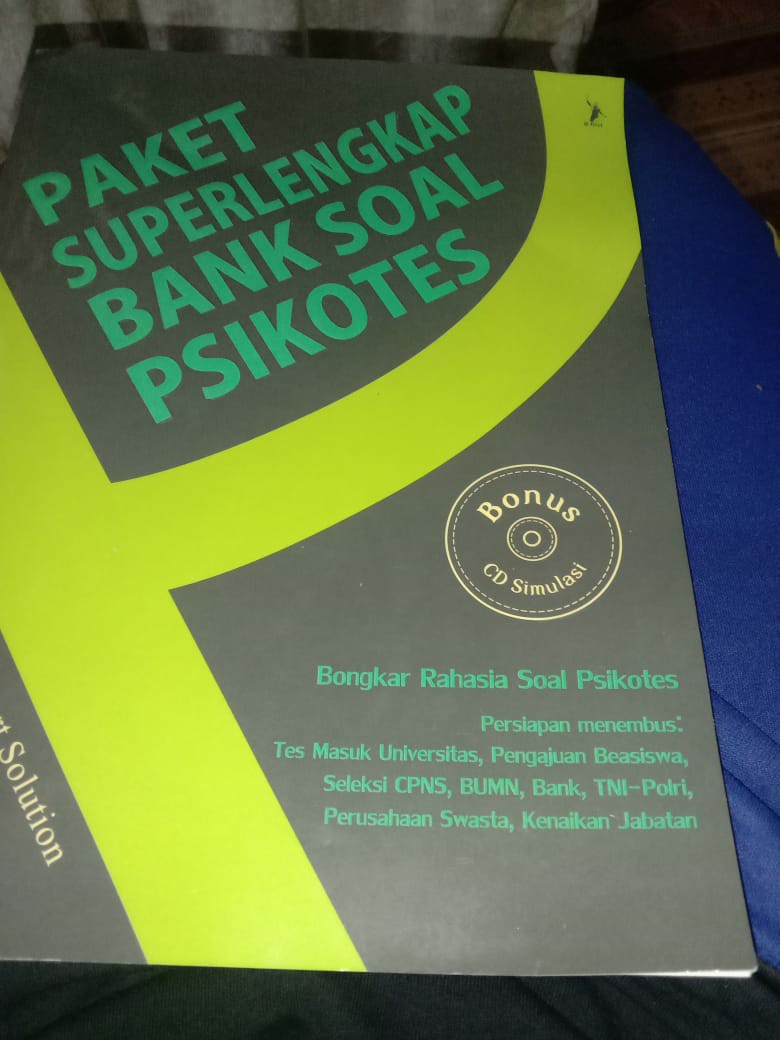 PAKET
SUPERLENGKAP
BANK SOAL
PSIKOTES
Bonus
CD Simulasi
Bongkar Rahasia Soal Psikotes
Persiapan menembus:
Tes Masuk Universitas, Pengajuan Beasiswa,
Seleksi CPNS, BUMN, Bank, TNI-Polri,
Perusahaan Swasta, Kenaikan Jabatan
Solution